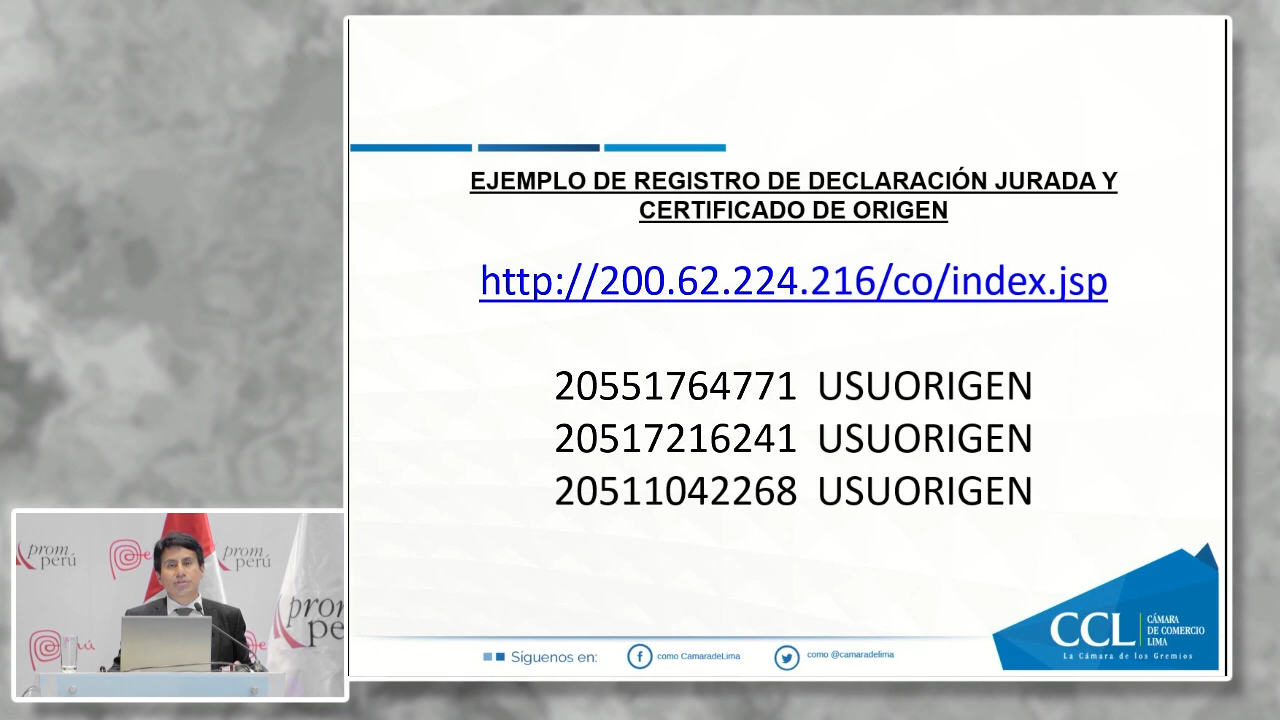 EJEMPLO DE REGISTRO DE DECLARACIÓN JURADA Y
CERTIFICADO DE ORIGEN
http://200.62.224.216/co/index.jsp
20551764771 USUORIGEN
20517216241 USUORIGEN
20511042268 USUORIGEN
Síguenos en:
como CamaradeLima
como @camaradelima
CCL
CÁMARA
DE COMERCIO
LIMA
La Cámara de los Gremios
prom
perú
prom
perú